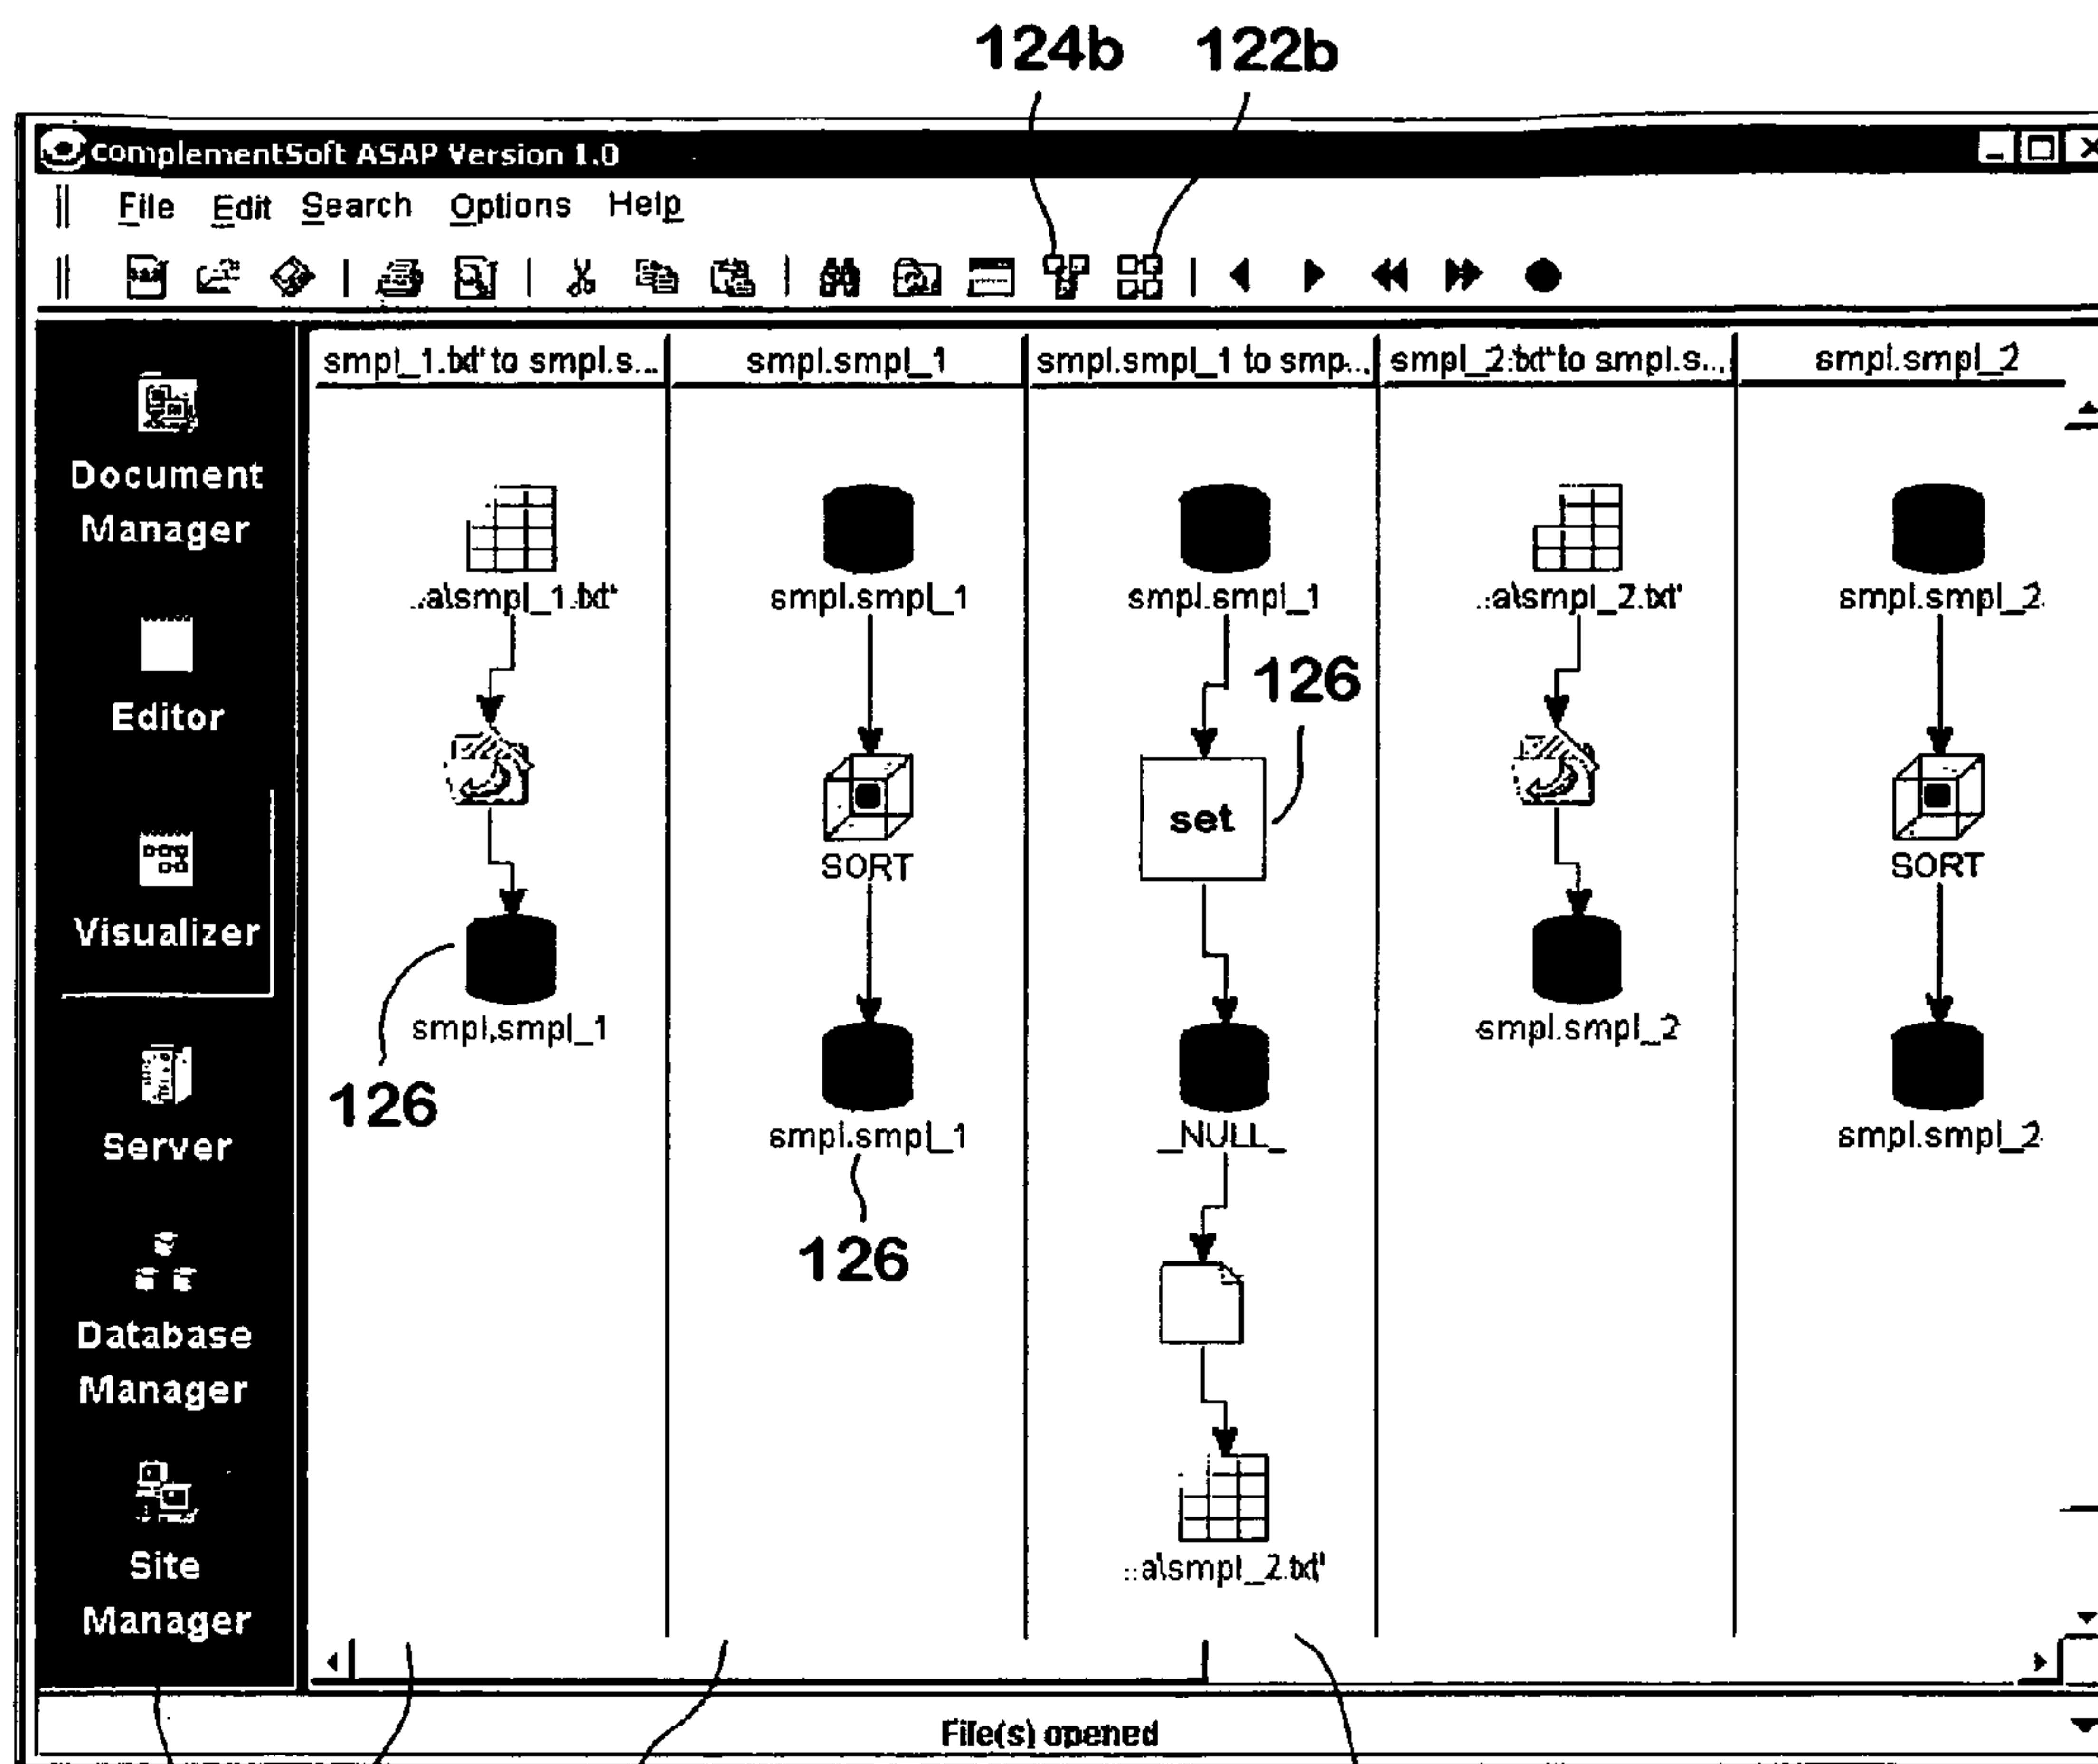 124b 122b
complementSoft ASAP Version 1.0
File Edit Search Options Help
smpl_1.txt' to smpl.s... smpl.smpl_1 smpl.smpl_1 to smp... smpl_2.txt' to smpl.s... smpl.smpl_2
Document
Manager
Editor
Visualizer
Server
Database
Manager
Site
Manager
..a\smpl_1.txt'
smpl.smpl_1
126
smpl.smpl_1
SORT
smpl.smpl_1
126
smpl.smpl_1
126
set
_NULL_
..a\smpl_2.txt'
..a\smpl_2.txt'
smpl.smpl_2
smpl.smpl_2
SORT
smpl.smpl_2
File(s) opened